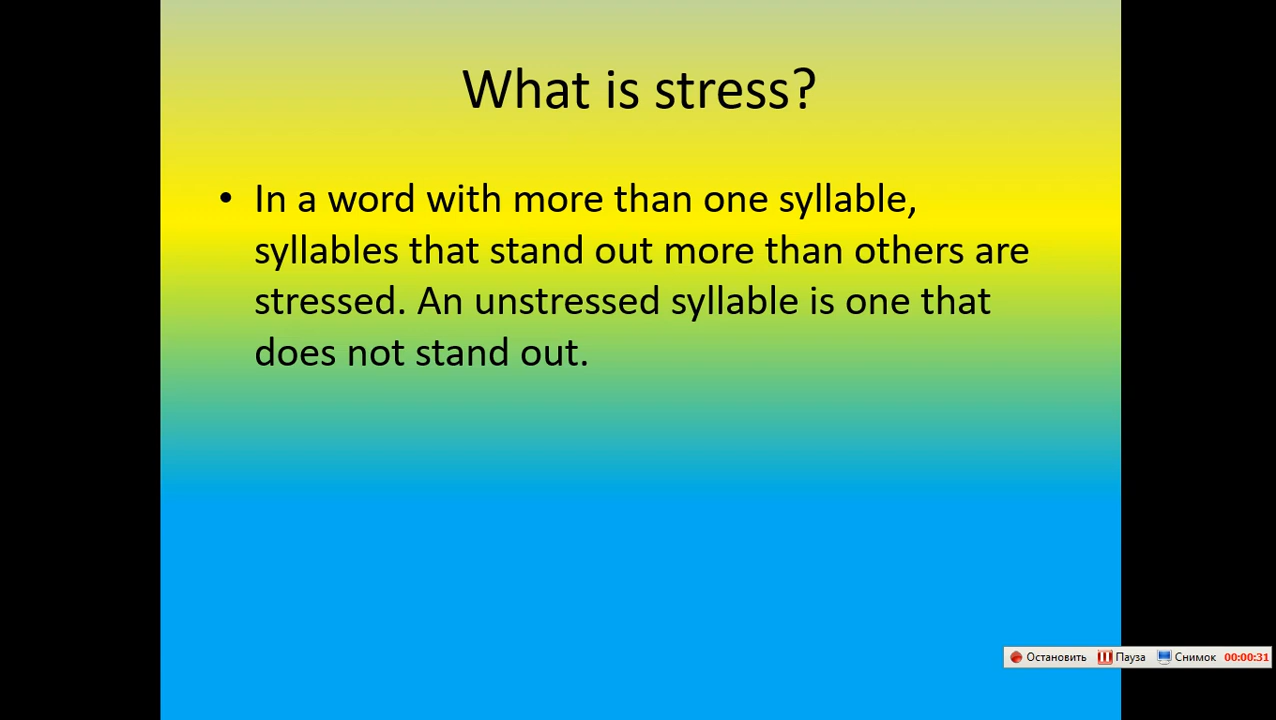 What is stress?
• In a word with more than one syllable,
syllables that stand out more than others are
stressed. An unstressed syllable is one that
does not stand out.
Остановить Пауза Снимок 00:00:31